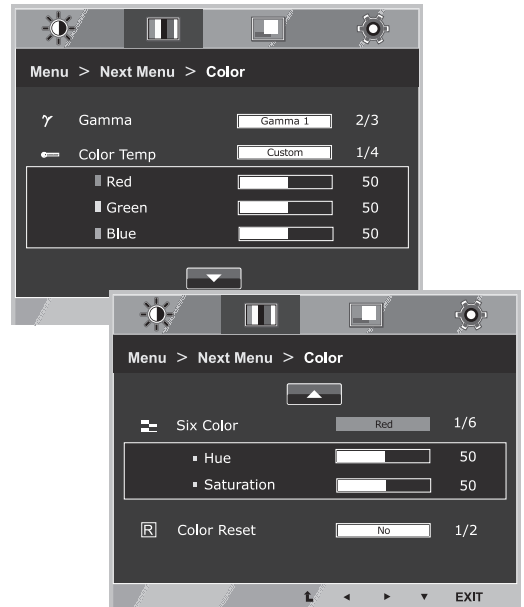 Menu > Next Menu > Color
γ Gamma Gamma 1 2/3
Color Temp Custom 1/4
Red 50
Green 50
Blue 50
Menu > Next Menu > Color
Six Color Red 1/6
Hue 50
Saturation 50
R Color Reset No 1/2
EXIT